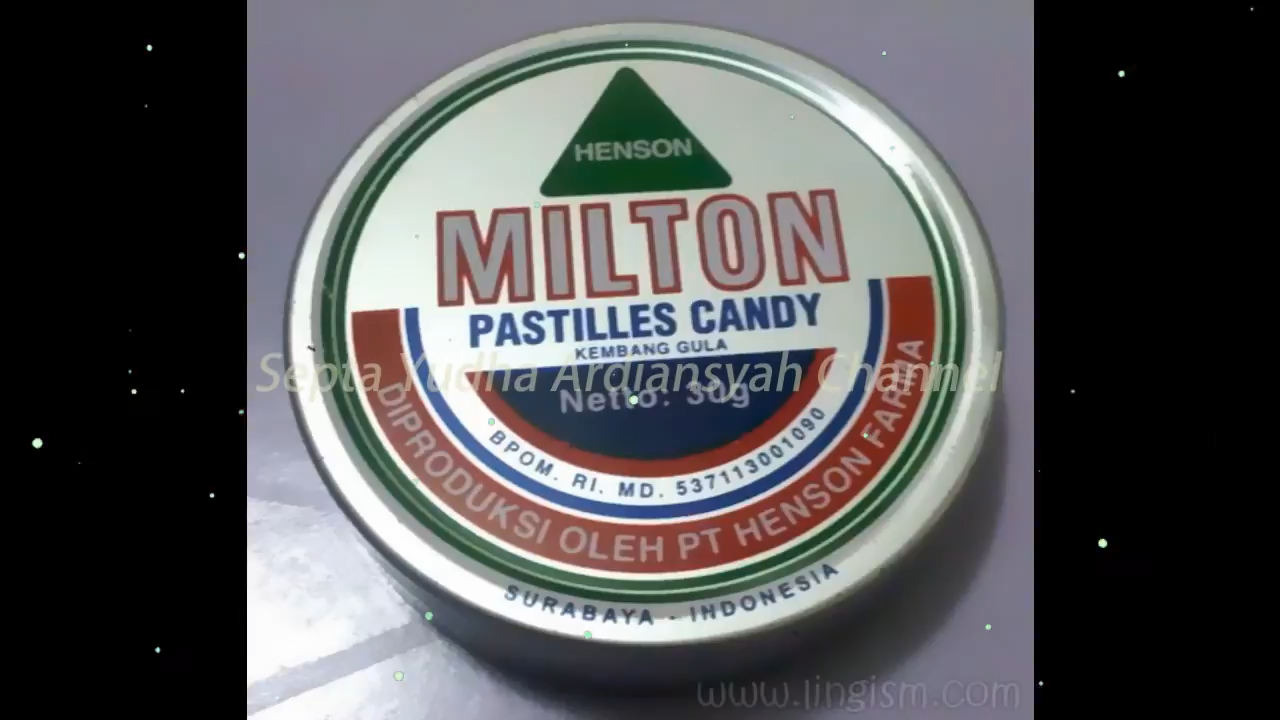 HENSON
MILTON
PASTILLES CANDY
KEMBANG GULA
Septa Yudha Ardiansyah Channel
Netto: 30g
BPOM. RI. MD. 537113001090
DIPRODUKSI OLEH PT HENSON FARMA
SURABAYA - INDONESIA
www.lingism.com